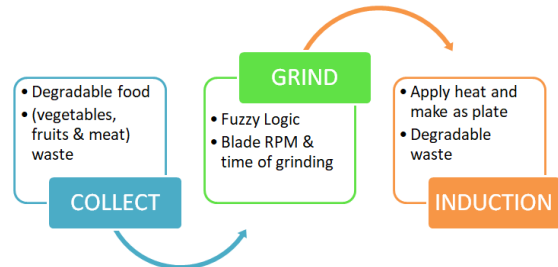 • Degradable food
• (vegetables,
fruits & meat)
waste
COLLECT
GRIND
• Fuzzy Logic
• Blade RPM &
time of grinding
• Apply heat and
make as plate
• Degradable
waste
INDUCTION